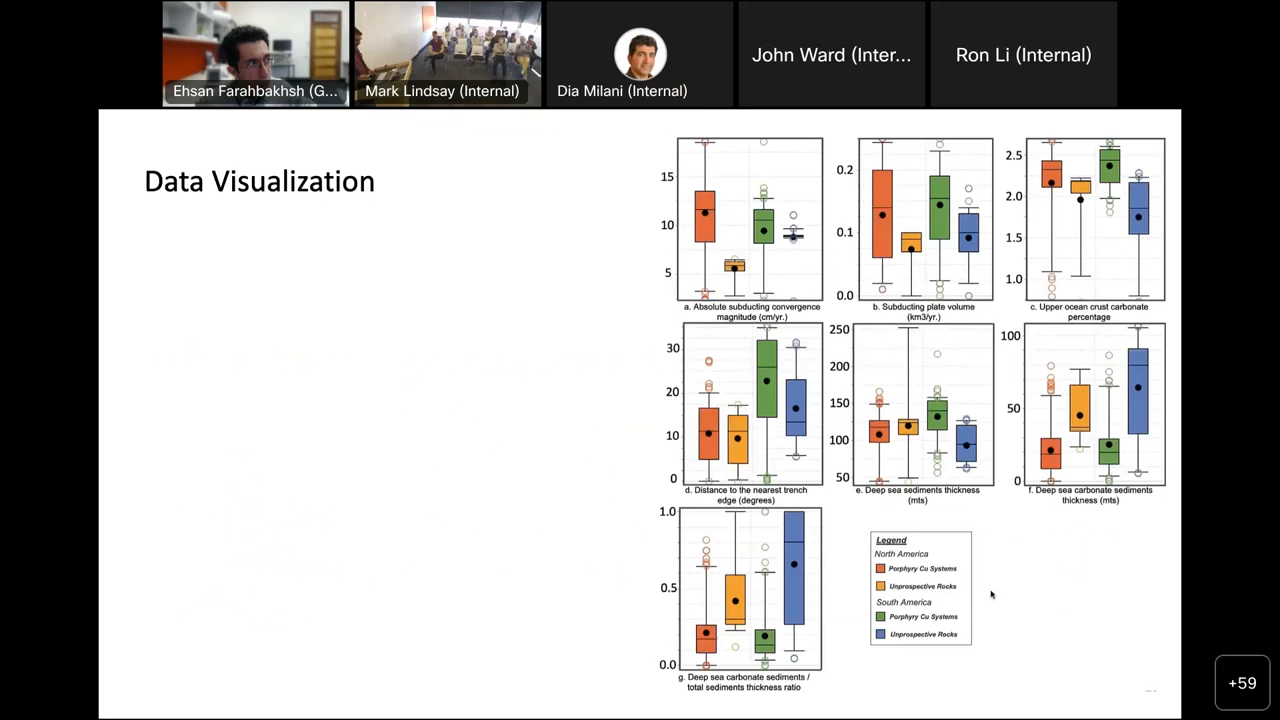 Ehsan Farahbakhsh (G...
Mark Lindsay (Internal)
Dia Milani (Internal)
John Ward (Inter...
Ron Li (Internal)
Data Visualization
15
10
5
a. Absolute subducting convergence
magnitude (cm/yr.)
0.2
0.1
0.0
b. Subducting plate volume
(km3/yr.)
2.5
2.0
1.5
1.0
c. Upper ocean crust carbonate
percentage
30
20
10
0
d. Distance to the nearest trench
edge (degrees)
250
200
150
100
50
e. Deep sea sediments thickness
(mts)
100
50
0
f. Deep sea carbonate sediments
thickness (mts)
1.0
0.5
0.0
g. Deep sea carbonate sediments /
total sediments thickness ratio
Legend
North America
Porphyry Cu Systems
Unprospective Rocks
South America
Porphyry Cu Systems
Unprospective Rocks
+59